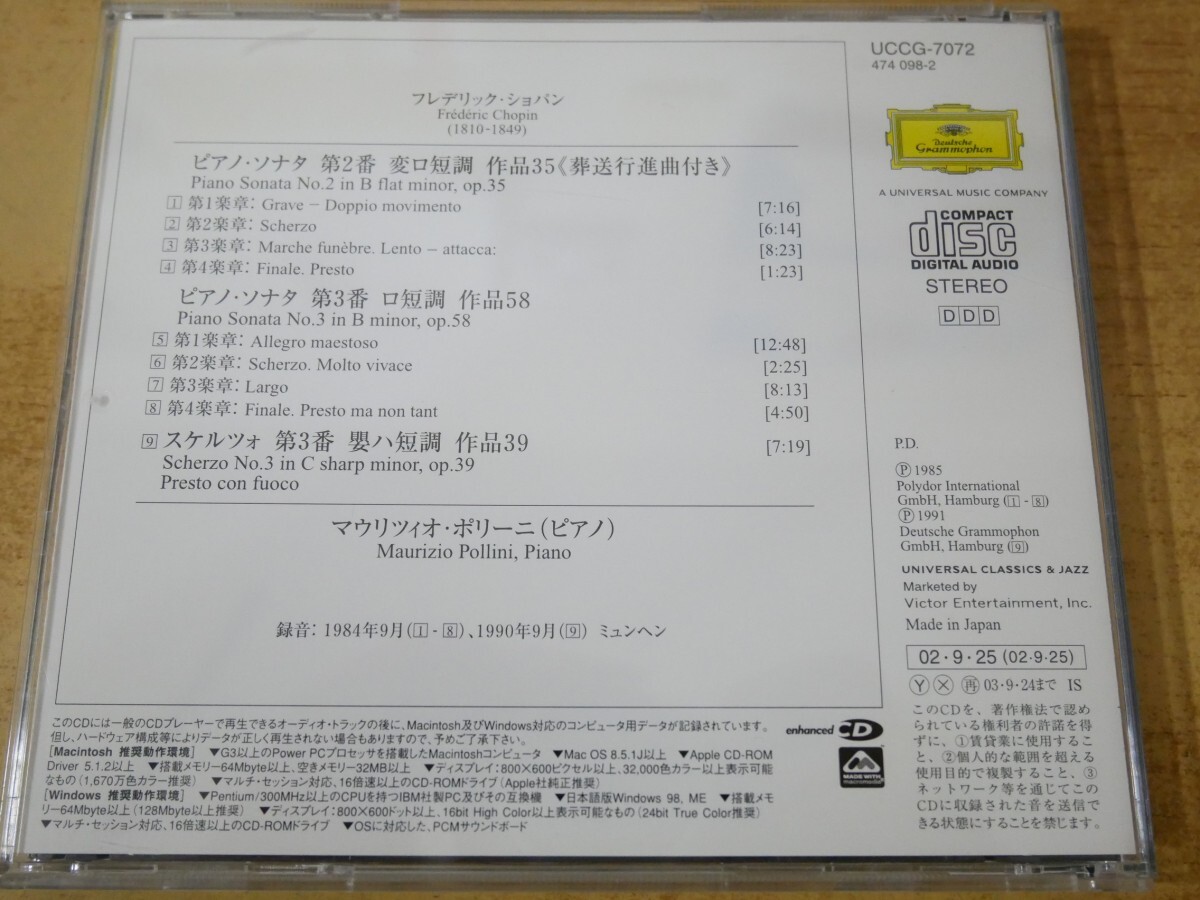 フレデリック・ショパン
Frédéric Chopin
(1810-1849)
ピアノ・ソナタ 第2番 変ロ短調 作品35《葬送行進曲付き》
Piano Sonata No.2 in B flat minor, op.35
1 第1楽章: Grave – Doppio movimento [7:16]
2 第2楽章: Scherzo [6:14]
3 第3楽章: Marche funèbre. Lento – attacca: [8:23]
4 第4楽章: Finale. Presto [1:23]
ピアノ・ソナタ 第3番 ロ短調 作品58
Piano Sonata No.3 in B minor, op.58
5 第1楽章: Allegro maestoso [12:48]
6 第2楽章: Scherzo. Molto vivace [2:25]
7 第3楽章: Largo [8:13]
8 第4楽章: Finale. Presto ma non tant [4:50]
9 スケルツォ 第3番 嬰ハ短調 作品39 [7:19]
Scherzo No.3 in C sharp minor, op.39
Presto con fuoco
マウリツィオ・ポリーニ(ピアノ)
Maurizio Pollini, Piano
録音: 1984年9月(1 - 8)、1990年9月(9) ミュンヘン
UCCG-7072
474 098-2
Deutsche
Grammophon
A UNIVERSAL MUSIC COMPANY
COMPACT
disc
DIGITAL AUDIO
STEREO
DDD
P.D.
Ⓟ 1985
Polydor International
GmbH, Hamburg (1 - 8)
Ⓟ 1991
Deutsche Grammophon
GmbH, Hamburg (9)
UNIVERSAL CLASSICS & JAZZ
Marketed by
Victor Entertainment, Inc.
Made in Japan
02・9・25 (02・9・25)
Ⓨ Ⓧ 再 03・9・24まで IS
このCDを、著作権法で認
められている権利者の許諾を得
ずに、①賃貸業に使用するこ
と、②個人的な範囲を超える
使用目的で複製すること、③
ネットワーク等を通じてこの
CDに収録された音を送信で
きる状態にすることを禁じます。
このCDには一般のCDプレーヤーで再生できるオーディオ・トラックの後に、Macintosh及びWindows対応のコンピュータ用データが記録されています。
但し、ハードウェア構成等によりデータが正しく再生されない場合もありますので、予めご了承下さい。
[Macintosh 推奨動作環境] ▼G3以上のPower PCプロセッサを搭載したMacintoshコンピュータ ▼Mac OS 8.5.1J以上 ▼Apple CD-ROM
Driver 5.1.2以上 ▼搭載メモリー64Mbyte以上、空きメモリー32MB以上 ▼ディスプレイ:800×600ピクセル以上、32,000色カラー以上表示可能
なもの(1,670万色カラー推奨) ▼マルチ・セッション対応、16倍速以上のCD-ROMドライブ(Apple社純正推奨)
[Windows 推奨動作環境] ▼Pentium/300MHz以上のCPUを持つIBM社製PC及びその互換機 ▼日本語版Windows 98, ME ▼搭載メモ
リー64Mbyte以上(128Mbyte以上推奨) ▼ディスプレイ:800×600ドット以上、16bit High Color以上表示可能なもの(24bit True Color推奨)
▼マルチ・セッション対応、16倍速以上のCD-ROMドライブ ▼OSに対応した、PCMサウンドボード
enhanced CD
MADE WITH
macromedia